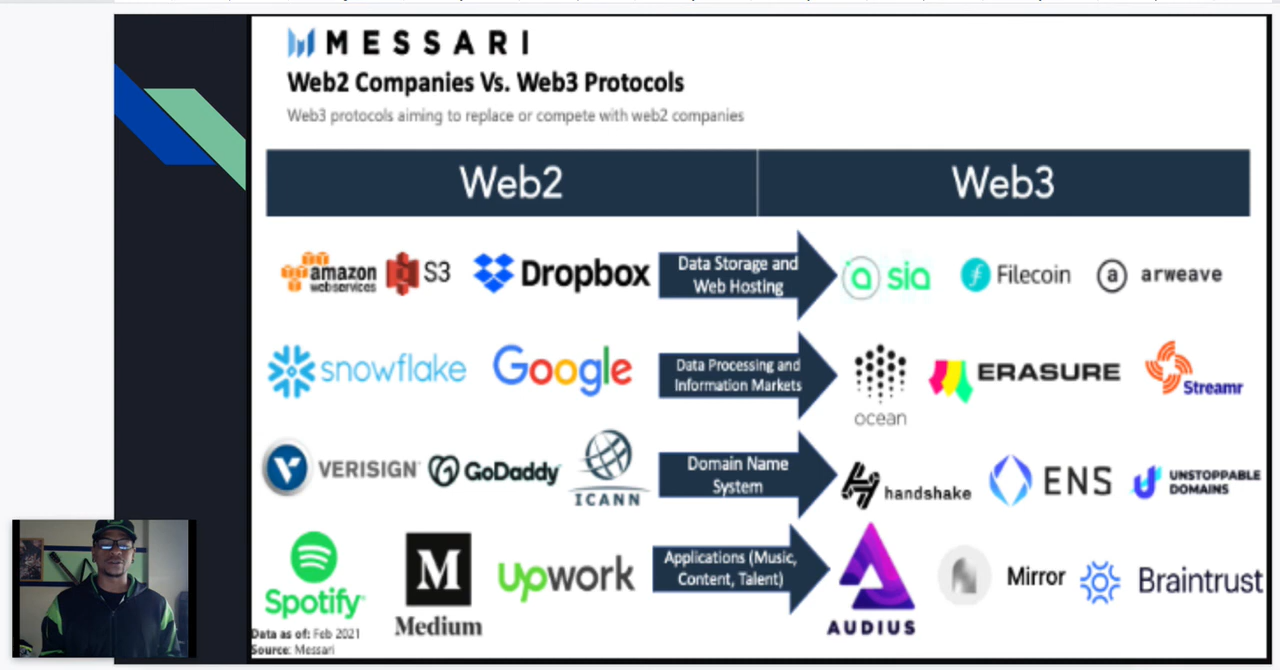 MESSARI
Web2 Companies Vs. Web3 Protocols
Web3 protocols aiming to replace or compete with web2 companies
Web2 Web3
amazon webservices S3 Dropbox Data Storage and Web Hosting sia Filecoin arweave
snowflake Google Data Processing and Information Markets ocean ERASURE Streamr
VERISIGN GoDaddy ICANN Domain Name System handshake ENS UNSTOPPABLE DOMAINS
Spotify M Medium upwork Applications (Music, Content, Talent) AUDIUS Mirror Braintrust
Data as of: Feb 2021
Source: Messari